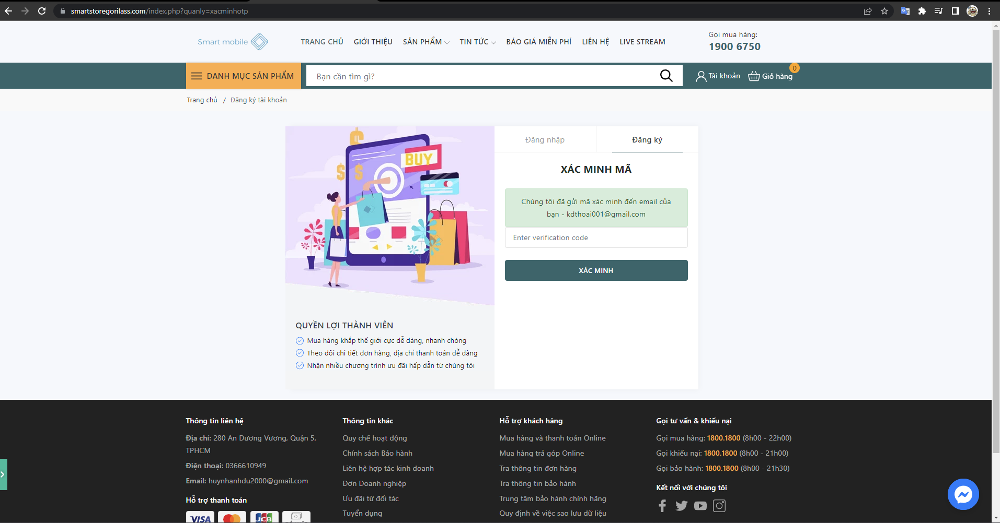 smartstoregorilass.com/index.php?quanly=xacminhotp
Smart mobile
TRANG CHỦ
GIỚI THIỆU
SẢN PHẨM
TIN TỨC
BÁO GIÁ MIỄN PHÍ
LIÊN HỆ
LIVE STREAM
Gọi mua hàng:
1900 6750
DANH MỤC SẢN PHẨM
Bạn cần tìm gì?
Tài khoản
0
Giỏ hàng
Trang chủ / Đăng ký tài khoản
BUY
Đăng nhập
Đăng ký
XÁC MINH MÃ
Chúng tôi đã gửi mã xác minh đến email của
bạn - kdthoai001@gmail.com
Enter verification code
XÁC MINH
QUYỀN LỢI THÀNH VIÊN
Mua hàng khắp thế giới cực dễ dàng, nhanh chóng
Theo dõi chi tiết đơn hàng, địa chỉ thanh toán dễ dàng
Nhận nhiều chương trình ưu đãi hấp dẫn từ chúng tôi
Thông tin liên hệ
Địa chỉ: 280 An Dương Vương, Quận 5,
TPHCM
Điện thoại: 0366610949
Email: huynhanhdu2000@gmail.com
Hỗ trợ thanh toán
VISA
JCB
Thông tin khác
Quy chế hoạt động
Chính sách Bảo hành
Liên hệ hợp tác kinh doanh
Đơn Doanh nghiệp
Ưu đãi từ đối tác
Tuyển dụng
Hỗ trợ khách hàng
Mua hàng và thanh toán Online
Mua hàng trả góp Online
Tra thông tin đơn hàng
Tra thông tin bảo hành
Trung tâm bảo hành chính hãng
Quy định về việc sao lưu dữ liệu
Gọi tư vấn & khiếu nại
Gọi mua hàng: 1800.1800 (8h00 - 22h00)
Gọi khiếu nại: 1800.1800 (8h00 - 21h00)
Gọi bảo hành: 1800.1800 (8h00 - 21h30)
Kết nối với chúng tôi